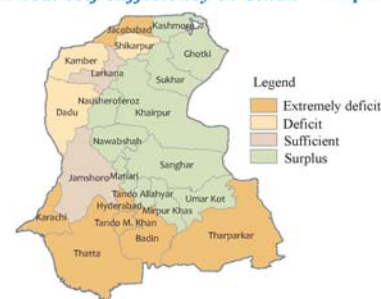 Jacobabad
Kashmore
Shikarpur
Ghotki
Kamber
Larkana
Sukhar
Dadu
Nausheroferoz
Khairpur
Nawabshah
Sanghar
Jamshoro
Matiari
Tando Allahyar
Umar Kot
Hyderabad
Mirpur Khas
Karachi
Tando M. Khan
Tharparkar
Badin
Thatta
Legend
Extremely deficit
Deficit
Sufficient
Surplus